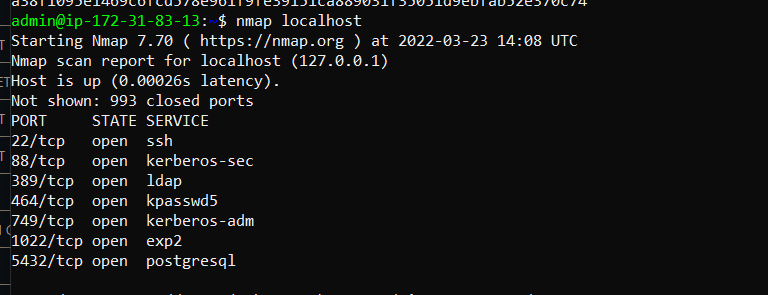 admin@ip-172-31-83-13:~$ nmap localhost
Starting Nmap 7.70 ( https://nmap.org ) at 2022-03-23 14:08 UTC
Nmap scan report for localhost (127.0.0.1)
Host is up (0.00026s latency).
Not shown: 993 closed ports
PORT     STATE SERVICE
22/tcp   open  ssh
88/tcp   open  kerberos-sec
389/tcp  open  ldap
464/tcp  open  kpasswd5
749/tcp  open  kerberos-adm
1022/tcp open  exp2
5432/tcp open  postgresql